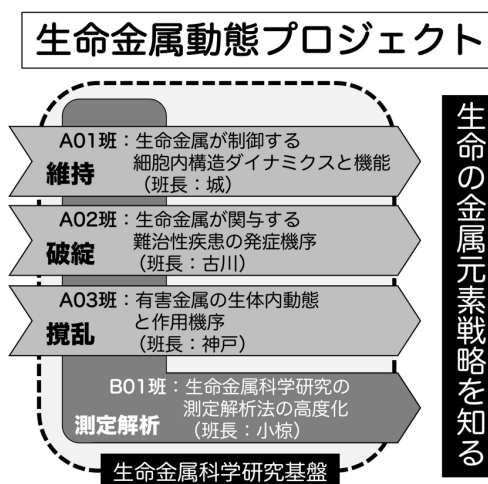 生命金属動態プロジェクト
A01班：生命金属が制御する
細胞内構造ダイナミクスと機能
維持
（班長：城）
A02班：生命金属が関与する
難治性疾患の発症機序
破綻
（班長：古川）
A03班：有害金属の生体内動態
と作用機序
撹乱
（班長：神戸）
B01班：生命金属科学研究の
測定解析法の高度化
測定解析
（班長：小椋）
生命金属科学研究基盤
生命の金属元素戦略を知る